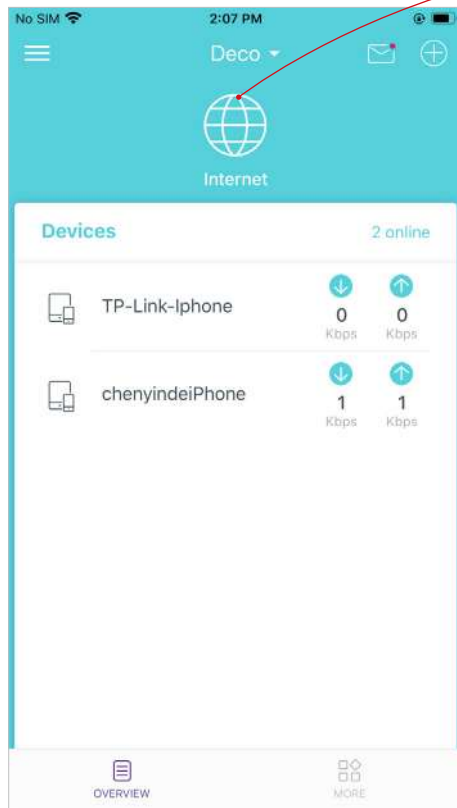 No SIM 2:07 PM
Deco
Internet
Devices 2 online
TP-Link-Iphone 0 Kbps 0 Kbps
chenyindeiPhone 1 Kbps 1 Kbps
OVERVIEW MORE